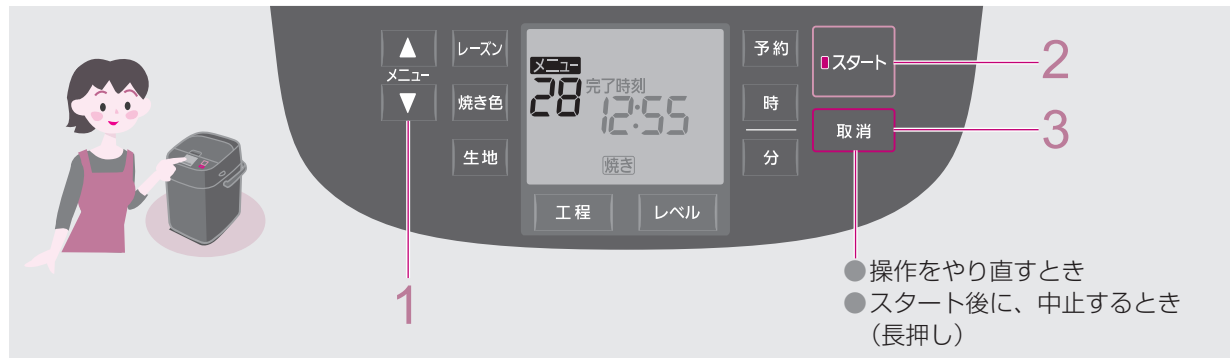 ▲
メニュー
▼
レーズン
焼き色
生地
メニュー
28
完了時刻
12:55
焼き
工程
レベル
予約
時
分
スタート
取消
1
2
3
●操作をやり直すとき
●スタート後に、中止するとき
(長押し)